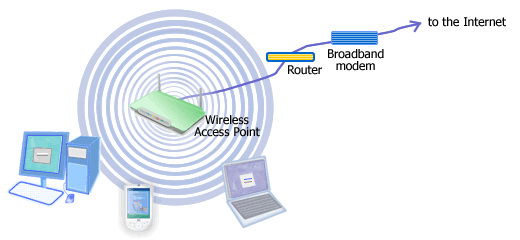 to the Internet
Broadband
modem
Router
Wireless
Access Point